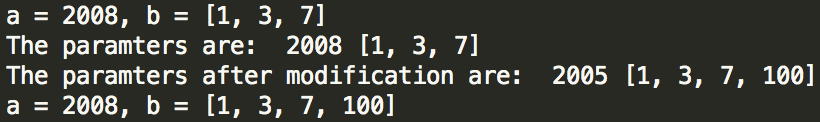 a = 2008, b = [1, 3, 7]
The paramters are:  2008 [1, 3, 7]
The paramters after modification are:  2005 [1, 3, 7, 100]
a = 2008, b = [1, 3, 7, 100]